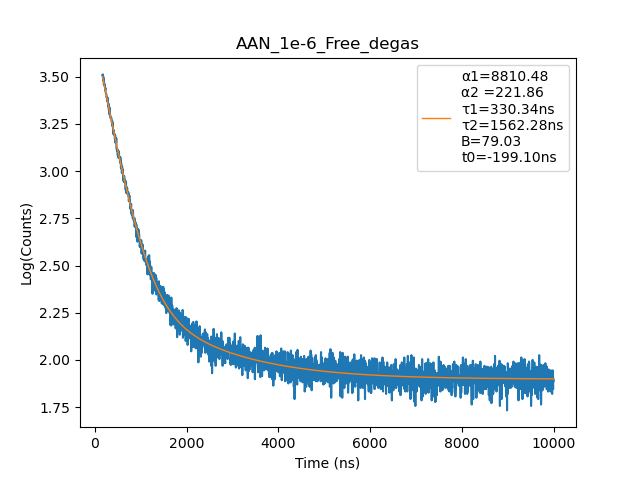 AAN_1e-6_Free_degas
α1=8810.48
α2 =221.86
τ1=330.34ns
τ2=1562.28ns
B=79.03
t0=-199.10ns
Log(Counts)
3.50
3.25
3.00
2.75
2.50
2.25
2.00
1.75
0 2000 4000 6000 8000 10000
Time (ns)